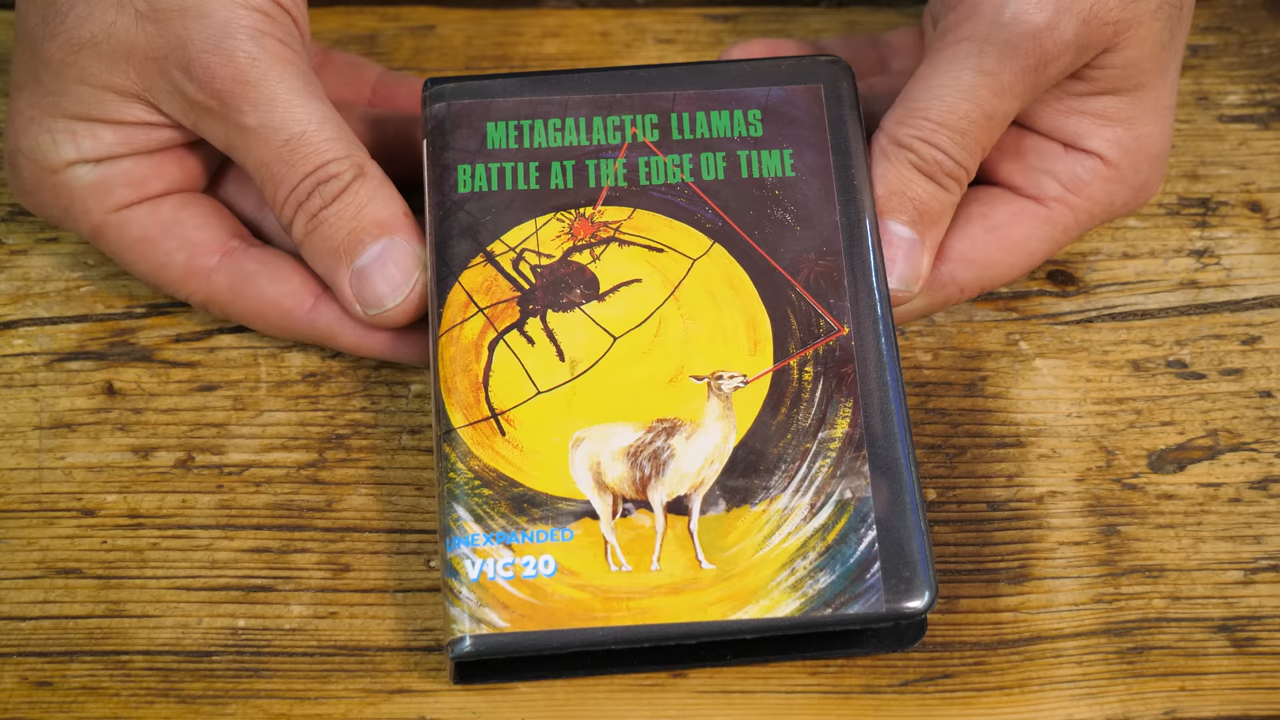 METAGALACTIC LLAMAS
BATTLE AT THE EDGE OF TIME
UNEXPANDED
VIC 20